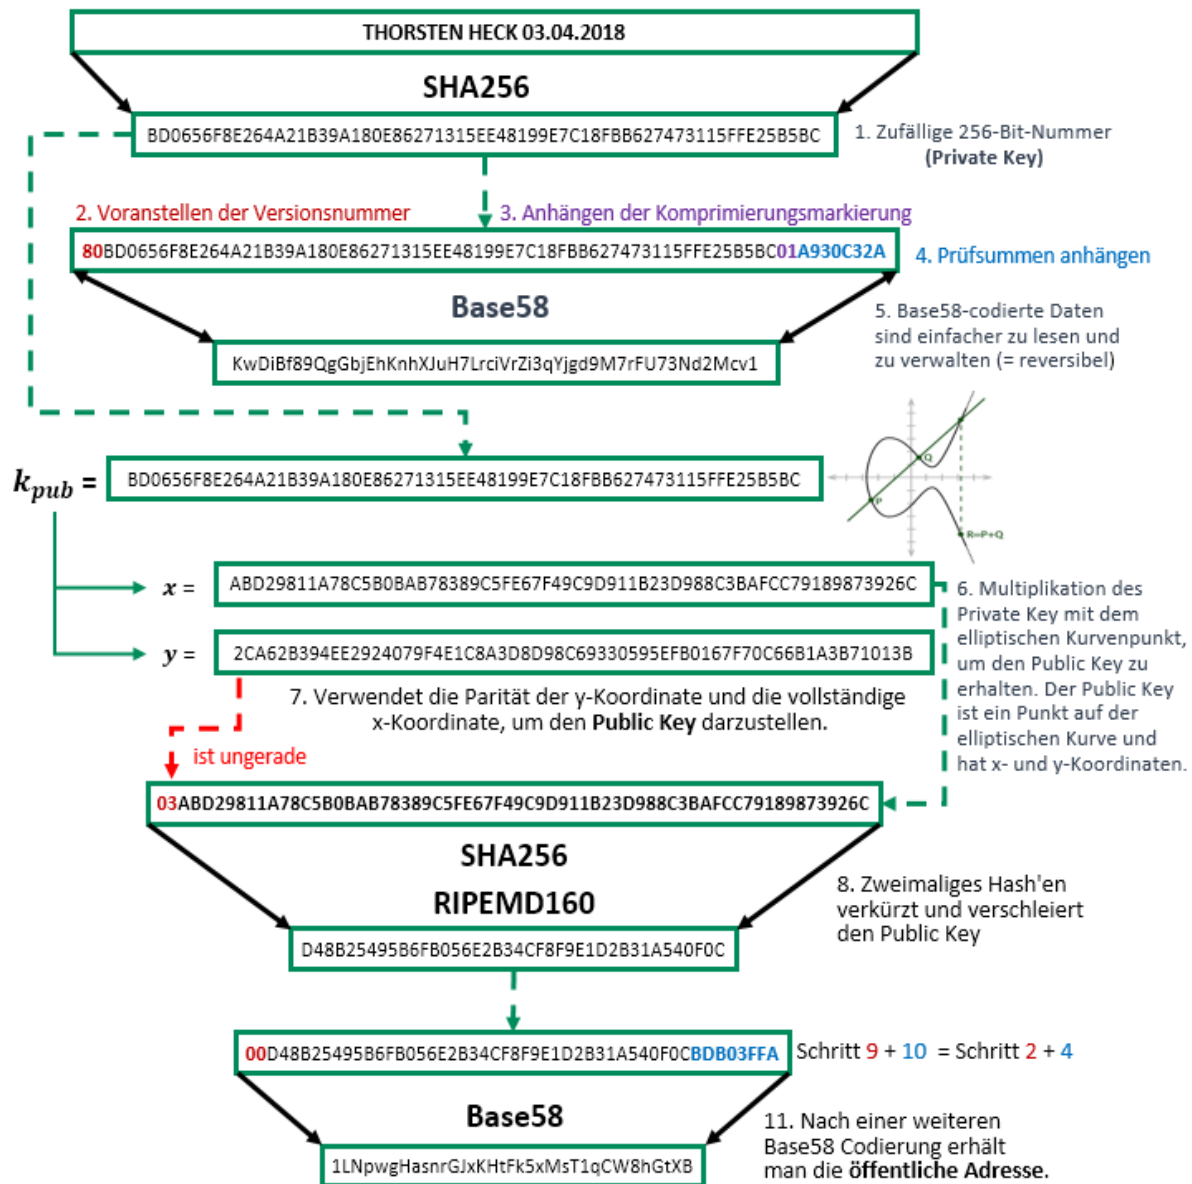 THORSTEN HECK 03.04.2018
SHA256
BD0656F8E264A21B39A180E86271315EE48199E7C18FBB627473115FFE25B5BC
1. Zufällige 256-Bit-Nummer
(Private Key)
2. Voranstellen der Versionsnummer
3. Anhängen der Komprimierungsmarkierung
80BD0656F8E264A21B39A180E86271315EE48199E7C18FBB627473115FFE25B5BC01A930C32A
4. Prüfsummen anhängen
Base58
5. Base58-codierte Daten
sind einfacher zu lesen und
zu verwalten (= reversibel)
KwDiBf89QgGbjEhKnhXJuH7LrciVrZi3qYjgd9M7rFU73Nd2Mcv1
k_pub =
BD0656F8E264A21B39A180E86271315EE48199E7C18FBB627473115FFE25B5BC
Q
P
R=P+Q
x =
ABD29811A78C5B0BAB78389C5FE67F49C9D911B23D988C3BAFCC79189873926C
y =
2CA62B394EE2924079F4E1C8A3D8D98C69330595EFB0167F70C66B1A3B71013B
6. Multiplikation des
Private Key mit dem
elliptischen Kurvenpunkt,
um den Public Key zu
erhalten. Der Public Key
ist ein Punkt auf der
elliptischen Kurve und
hat x- und y-Koordinaten.
7. Verwendet die Parität der y-Koordinate und die vollständige
x-Koordinate, um den Public Key darzustellen.
ist ungerade
03ABD29811A78C5B0BAB78389C5FE67F49C9D911B23D988C3BAFCC79189873926C
SHA256
RIPEMD160
8. Zweimaliges Hash'en
verkürzt und verschleiert
den Public Key
D48B25495B6FB056E2B34CF8F9E1D2B31A540F0C
00D48B25495B6FB056E2B34CF8F9E1D2B31A540F0CBDB03FFA
Schritt 9 + 10 = Schritt 2 + 4
Base58
11. Nach einer weiteren
Base58 Codierung erhält
man die öffentliche Adresse.
1LNpwgHasnrGJxKHtFk5xMsT1qCW8hGtXB